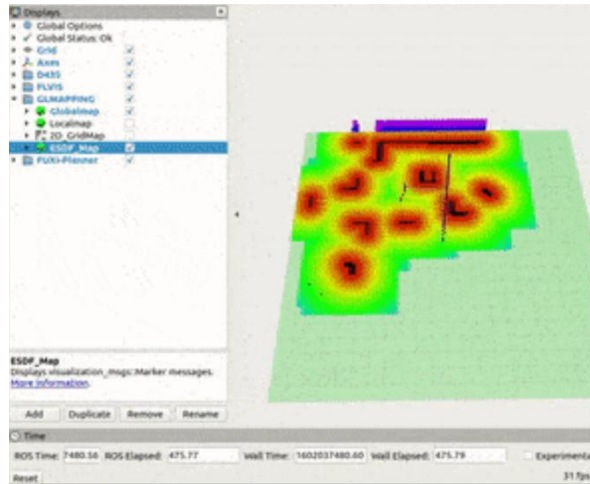 Displays
Global Options
Global Status: Ok
Grid
Axes
D435
FLVIS
GLMAPPING
Globalmap
Localmap
2D_GridMap
ESDF_Map
FUXi-Planner
ESDF_Map
Displays visualization_msgs::Marker messages.
More Information.
Add Duplicate Remove Rename
Time
ROS Time: 7480.56 ROS Elapsed: 475.77 Wall Time: 1602037480.60 Wall Elapsed: 475.79 Experimenta
Reset 31 fps